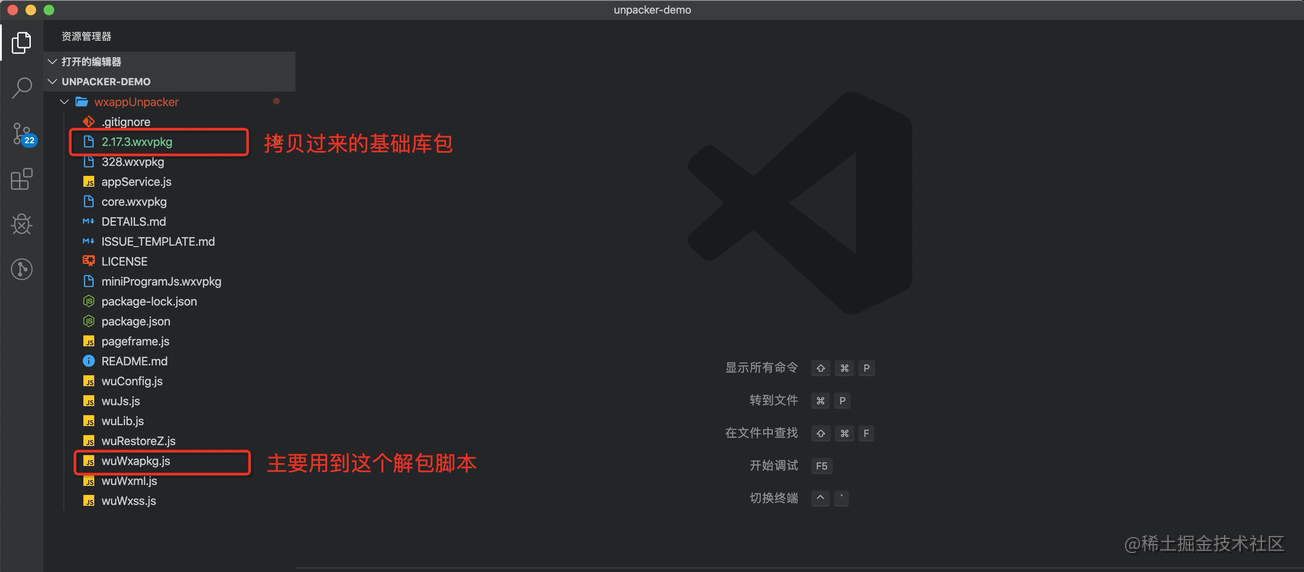 unpacker-demo
资源管理器
打开的编辑器
UNPACKER-DEMO
wxappUnpacker
.gitignore
2.17.3.wxvpkg 拷贝过来的基础库包
328.wxvpkg
appService.js
core.wxvpkg
DETAILS.md
ISSUE_TEMPLATE.md
LICENSE
miniProgramJs.wxvpkg
package-lock.json
package.json
pageframe.js
README.md
wuConfig.js
wuJs.js
wuLib.js
wuRestoreZ.js
wuWxapkg.js 主要用到这个解包脚本
wuWxml.js
wuWxss.js
22
显示所有命令 ⇧ ⌘ P
转到文件 ⌘ P
在文件中查找 ⇧ ⌘ F
开始调试 F5
切换终端 ^ `
@稀土掘金技术社区